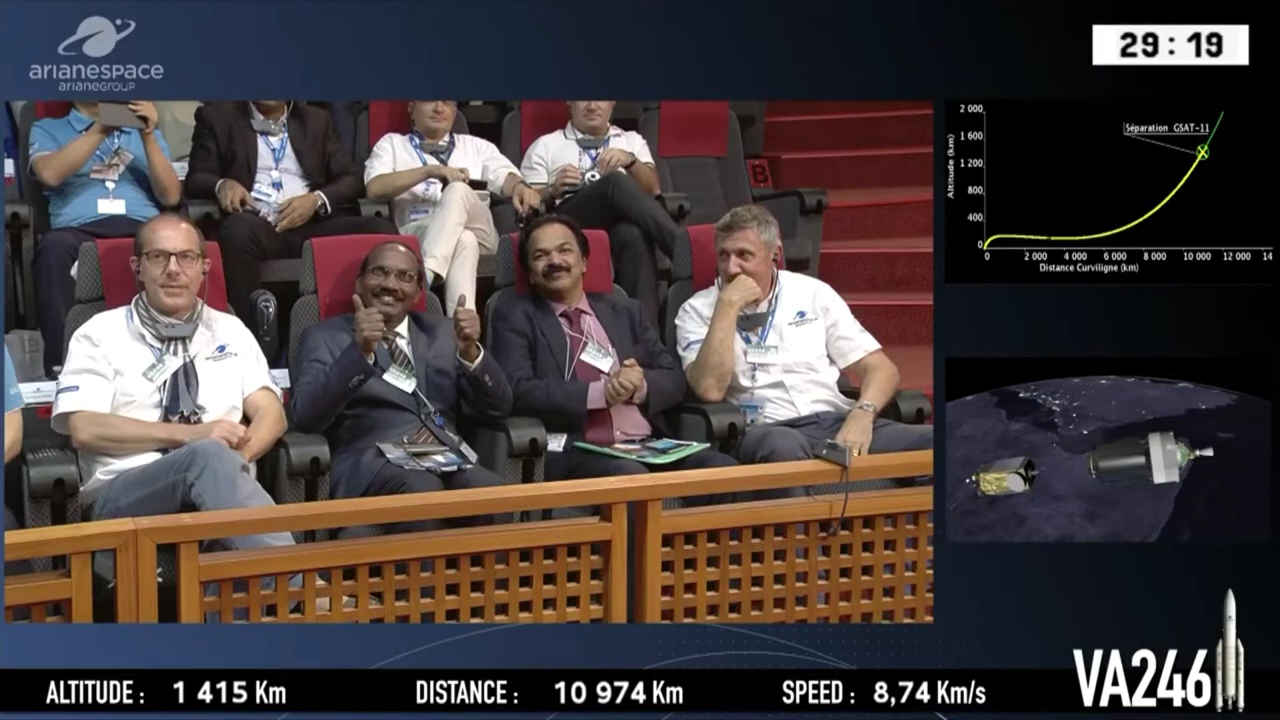 arianespace
arianeGROUP
29:19
2 000
1 600
1 200
800
400
0
Altitude (km)
Séparation GSAT-11
0 2 000 4 000 6 000 8 000 10 000 12 000 14
Distance Curviligne (km)
B
arianespace
VA246
ALTITUDE : 1 415 Km DISTANCE : 10 974 Km SPEED : 8,74 Km/s